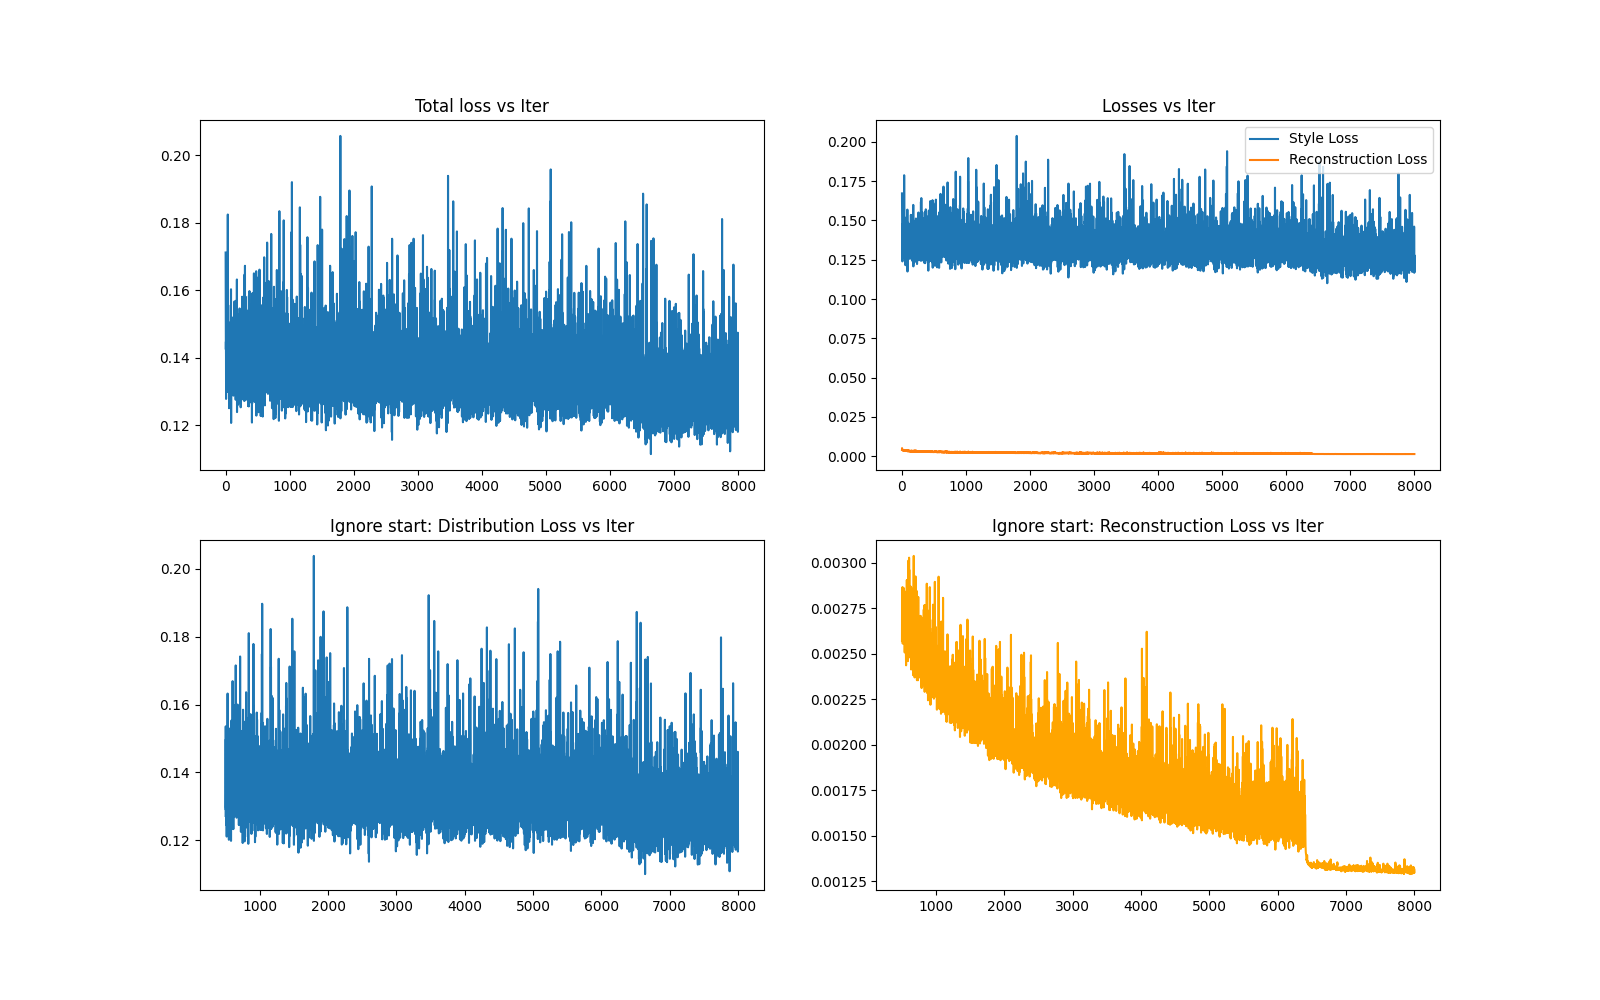 Total loss vs Iter
0.20
0.18
0.16
0.14
0.12
0 1000 2000 3000 4000 5000 6000 7000 8000
Losses vs Iter
Style Loss
Reconstruction Loss
0.200
0.175
0.150
0.125
0.100
0.075
0.050
0.025
0.000
0 1000 2000 3000 4000 5000 6000 7000 8000
Ignore start: Distribution Loss vs Iter
0.20
0.18
0.16
0.14
0.12
1000 2000 3000 4000 5000 6000 7000 8000
Ignore start: Reconstruction Loss vs Iter
0.00300
0.00275
0.00250
0.00225
0.00200
0.00175
0.00150
0.00125
1000 2000 3000 4000 5000 6000 7000 8000